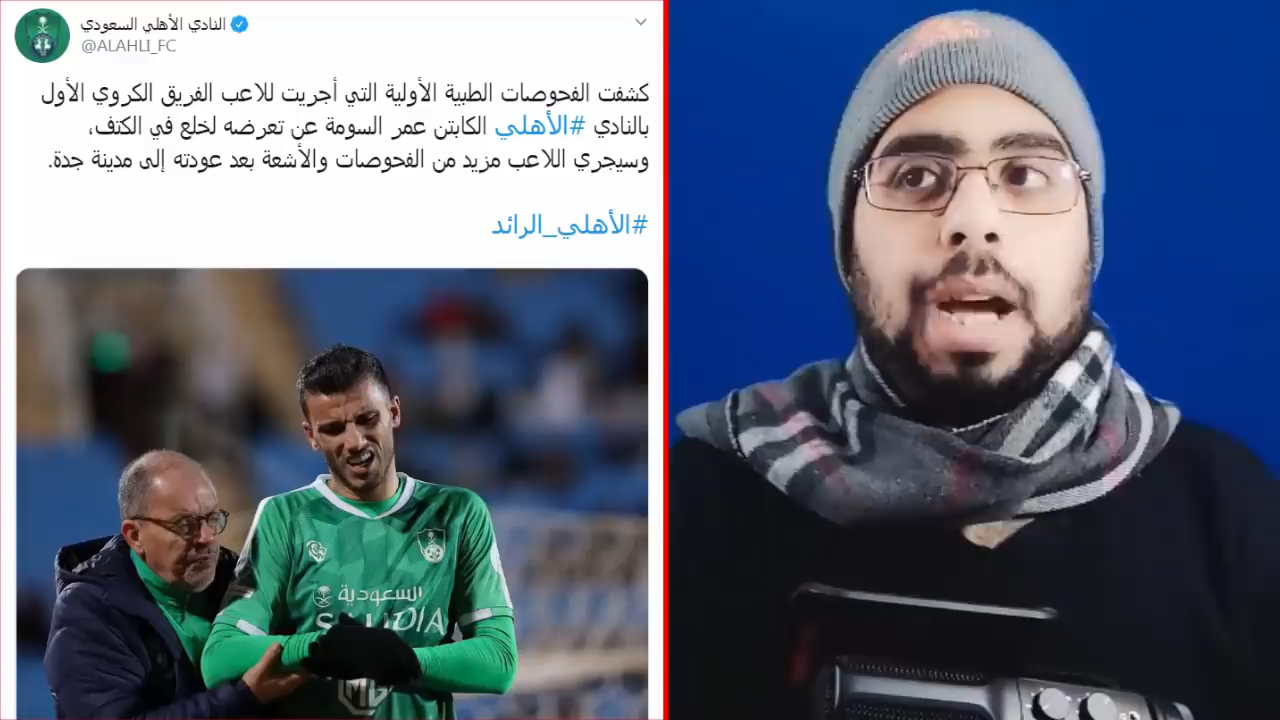 النادي الأهلي السعودي
@ALAHLI_FC
كشفت الفحوصات الطبية الأولية التي أجريت للاعب الفريق الكروي الأول
بالنادي #الأهلي الكابتن عمر السومة عن تعرضه لخلع في الكتف،
وسيجري اللاعب مزيد من الفحوصات والأشعة بعد عودته إلى مدينة جدة.
#الأهلي_الرائد
السعودية
SAUDIA
MG